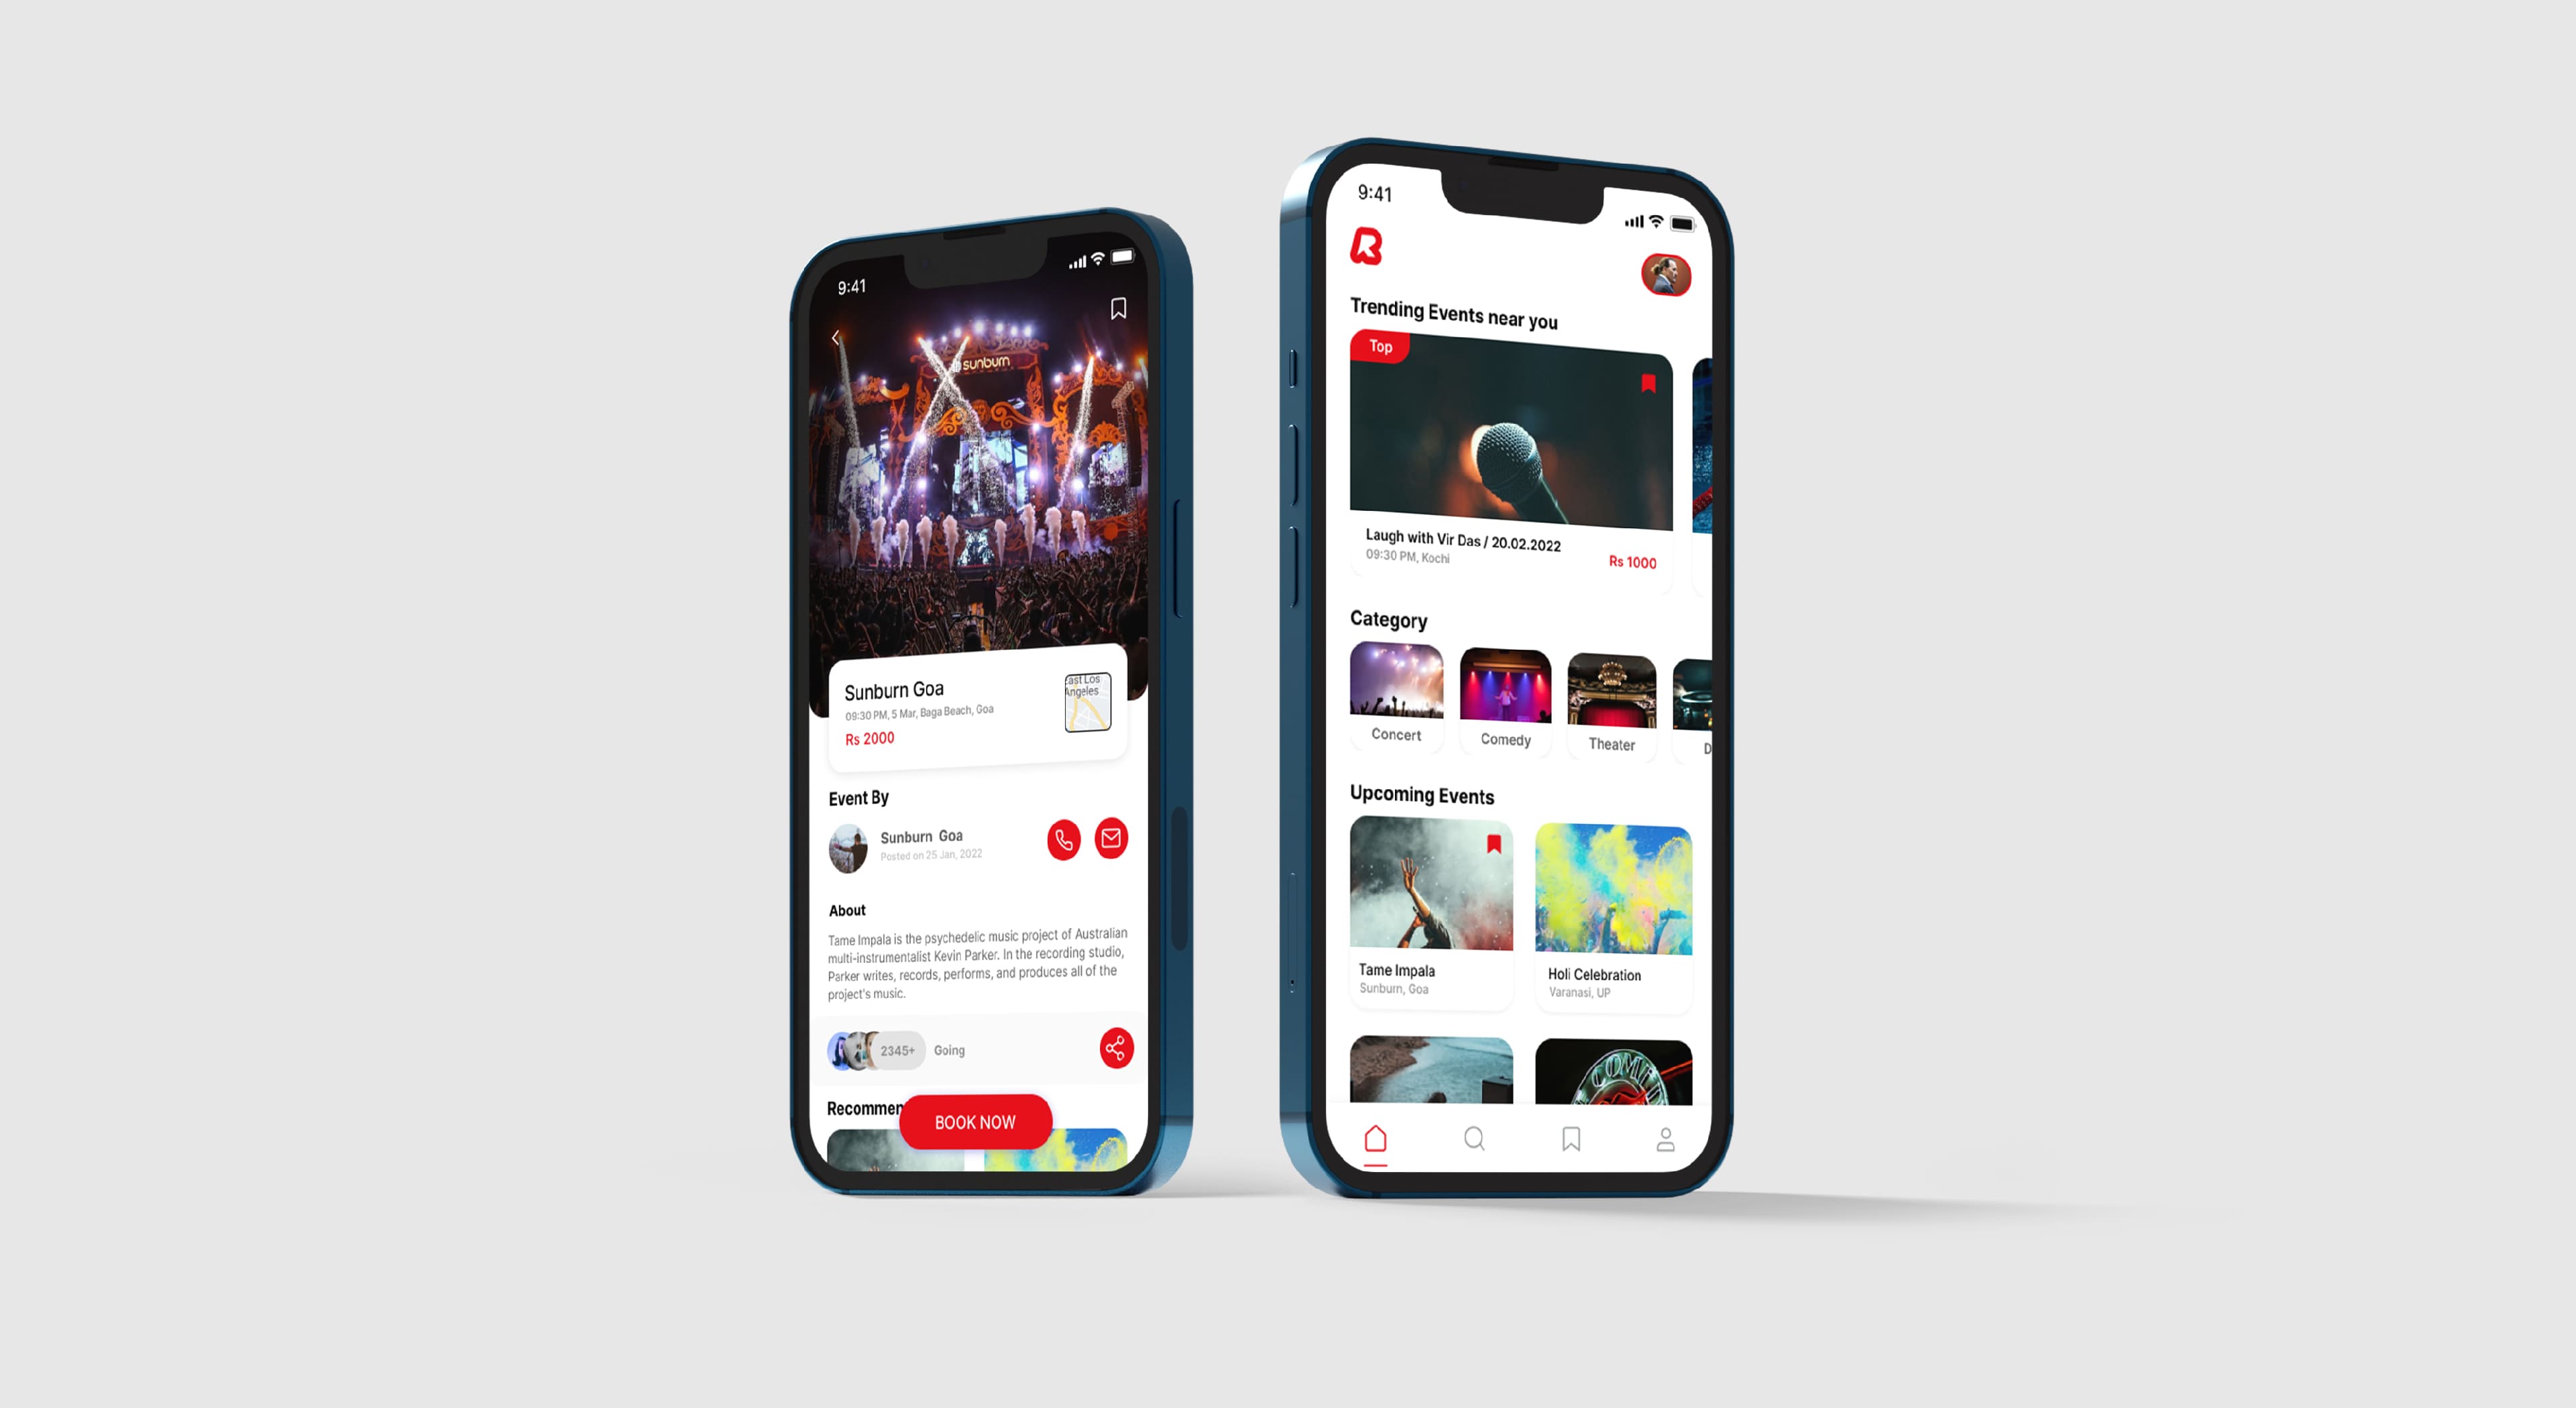 9:41
sunburn
Sunburn Goa
09:30 PM, 5 Mar, Baga Beach, Goa
Rs 2000
East Los
Angeles
Event By
Sunburn Goa
Posted on 25 Jan, 2022
About
Tame Impala is the psychedelic music project of Australian
multi-instrumentalist Kevin Parker. In the recording studio,
Parker writes, records, performs, and produces all of the
project's music.
2345+ Going
Recommen
BOOK NOW
9:41
R
Trending Events near you
Top
Laugh with Vir Das / 20.02.2022
09:30 PM, Kochi
Rs 1000
Category
Concert
Comedy
Theater
D
Upcoming Events
Tame Impala
Sunburn, Goa
Holi Celebration
Varanasi, UP